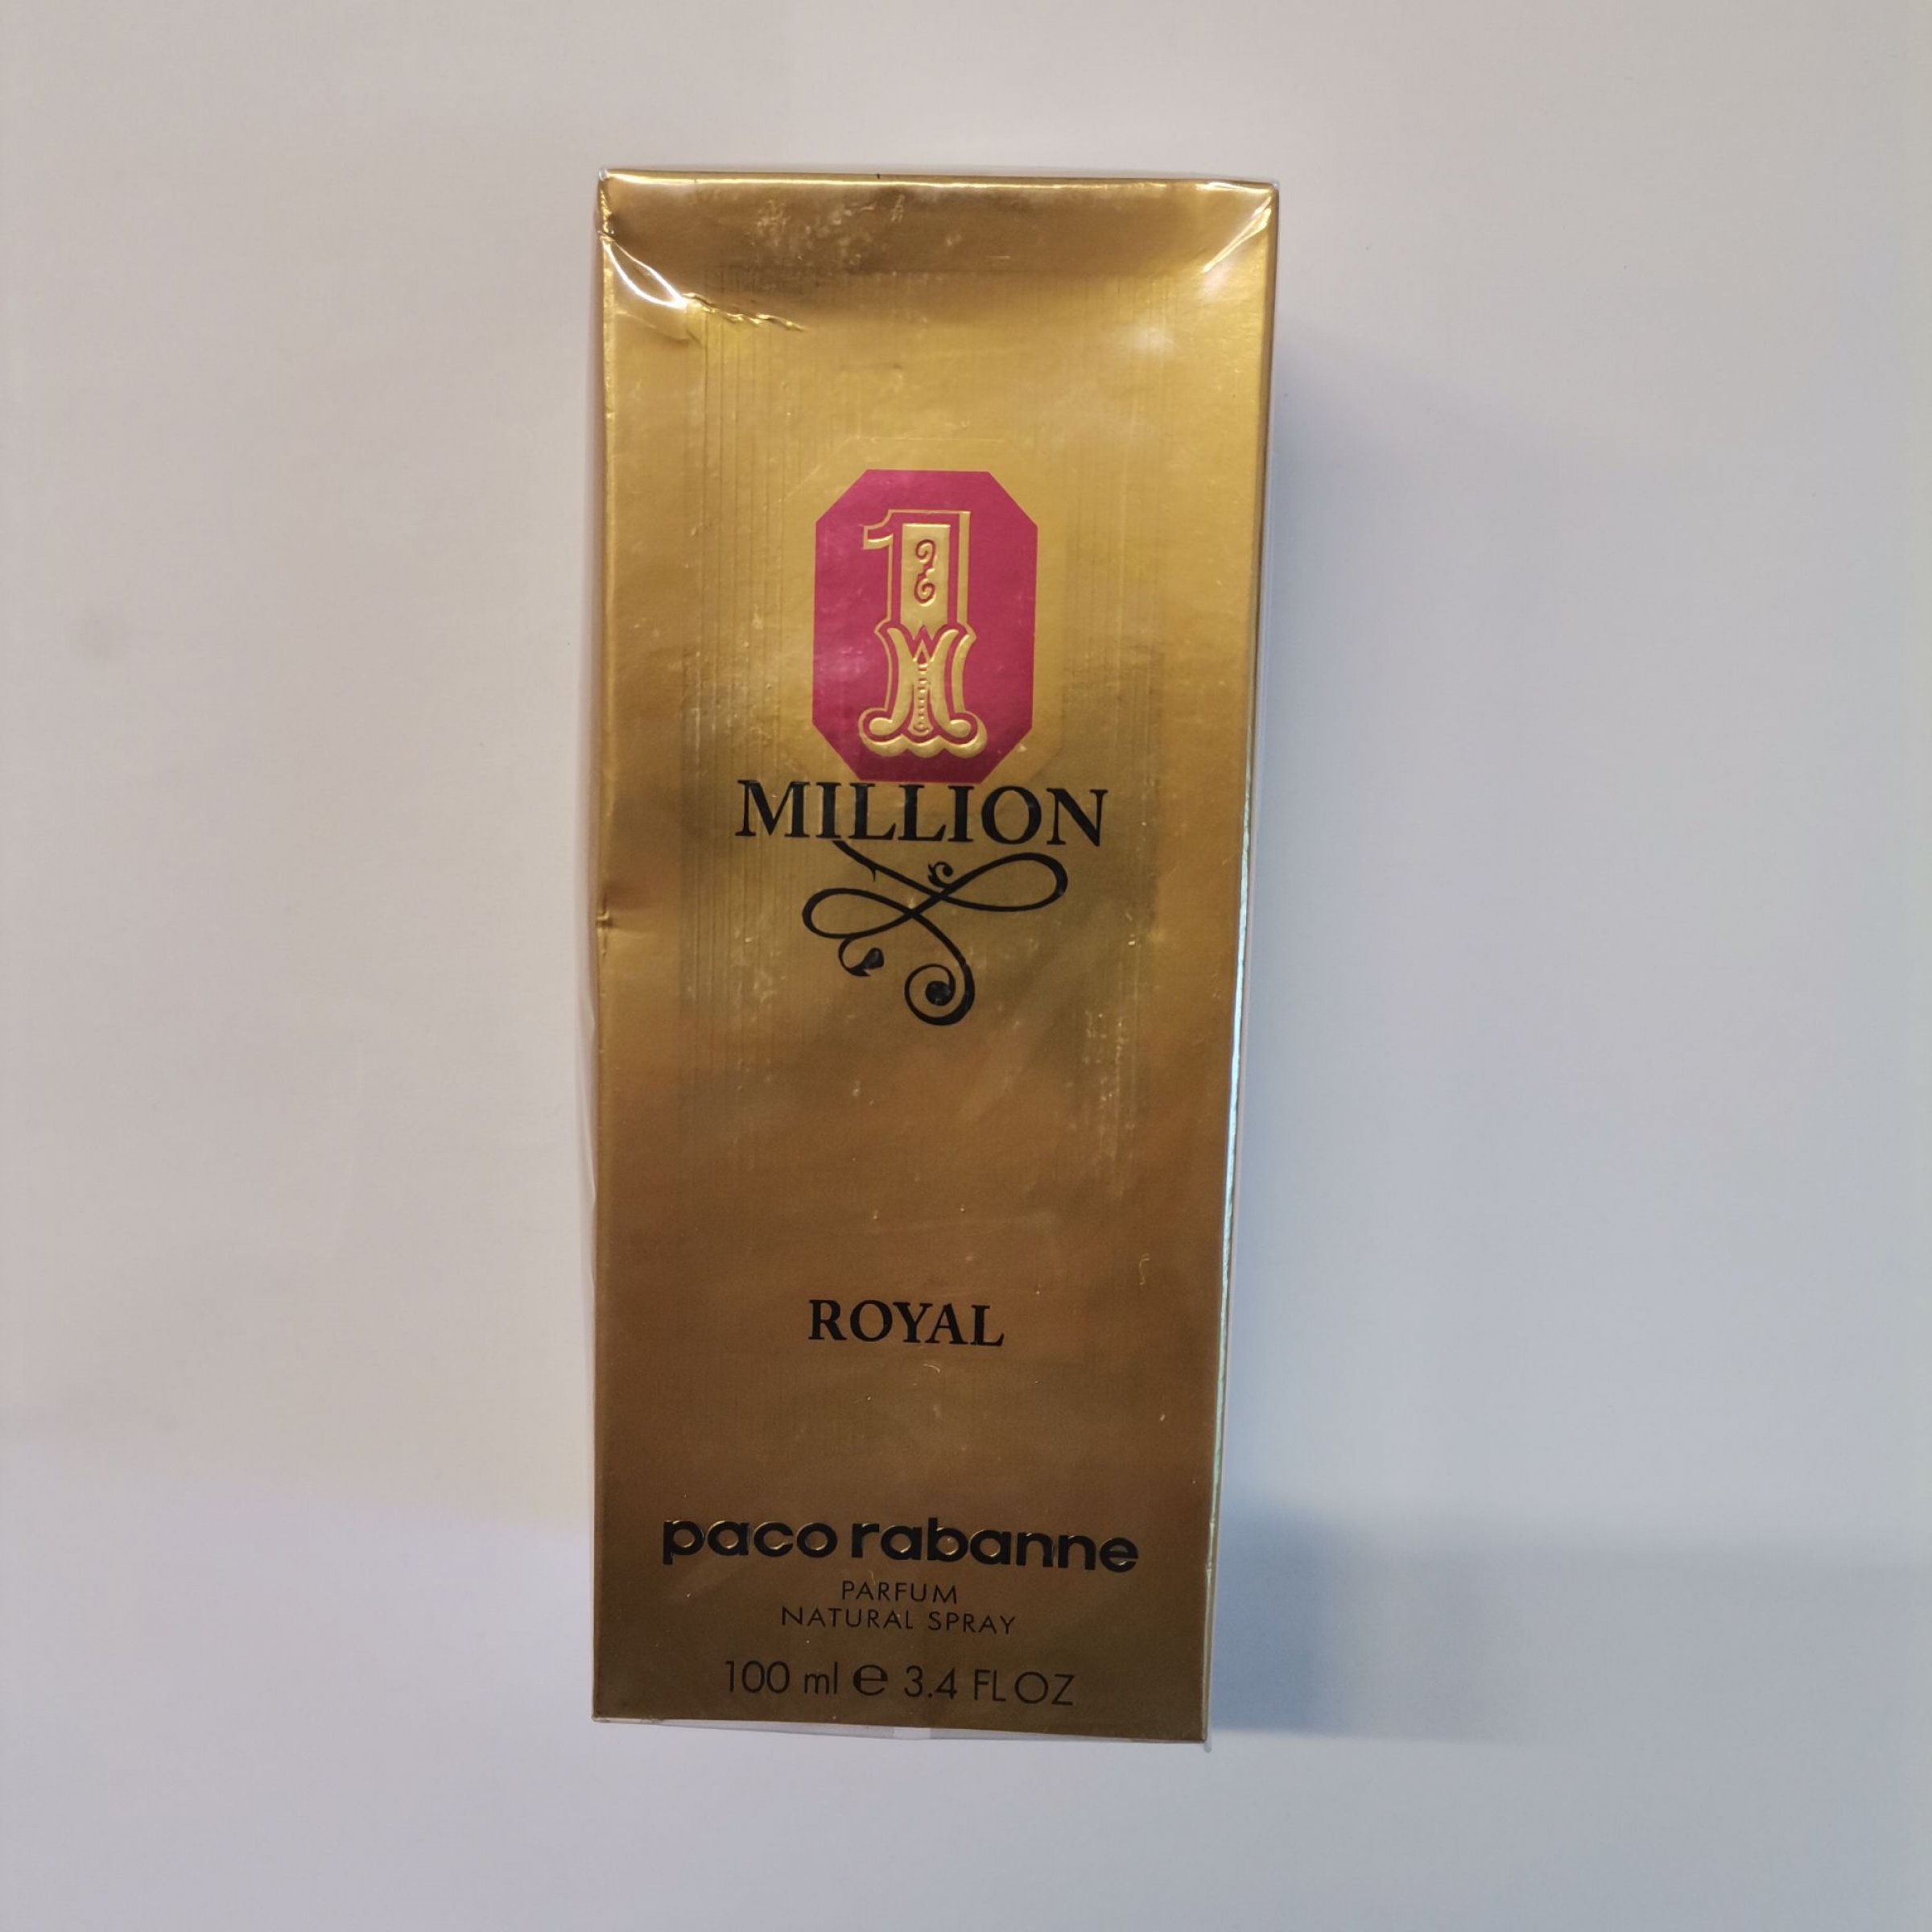 1
MILLION
ROYAL
paco rabanne
PARFUM
NATURAL SPRAY
100 ml ℮ 3.4 FL OZ